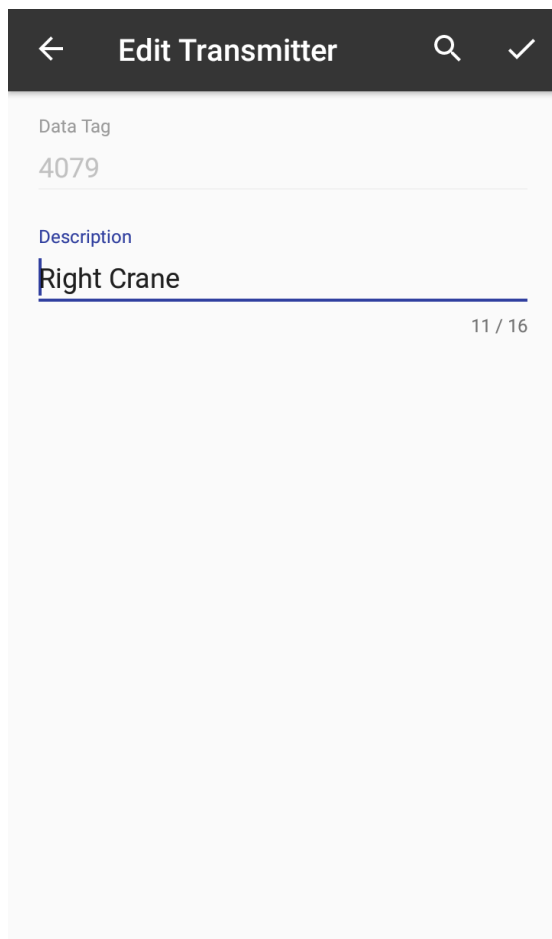 Edit Transmitter
Data Tag
4079
Description
Right Crane
11 / 16